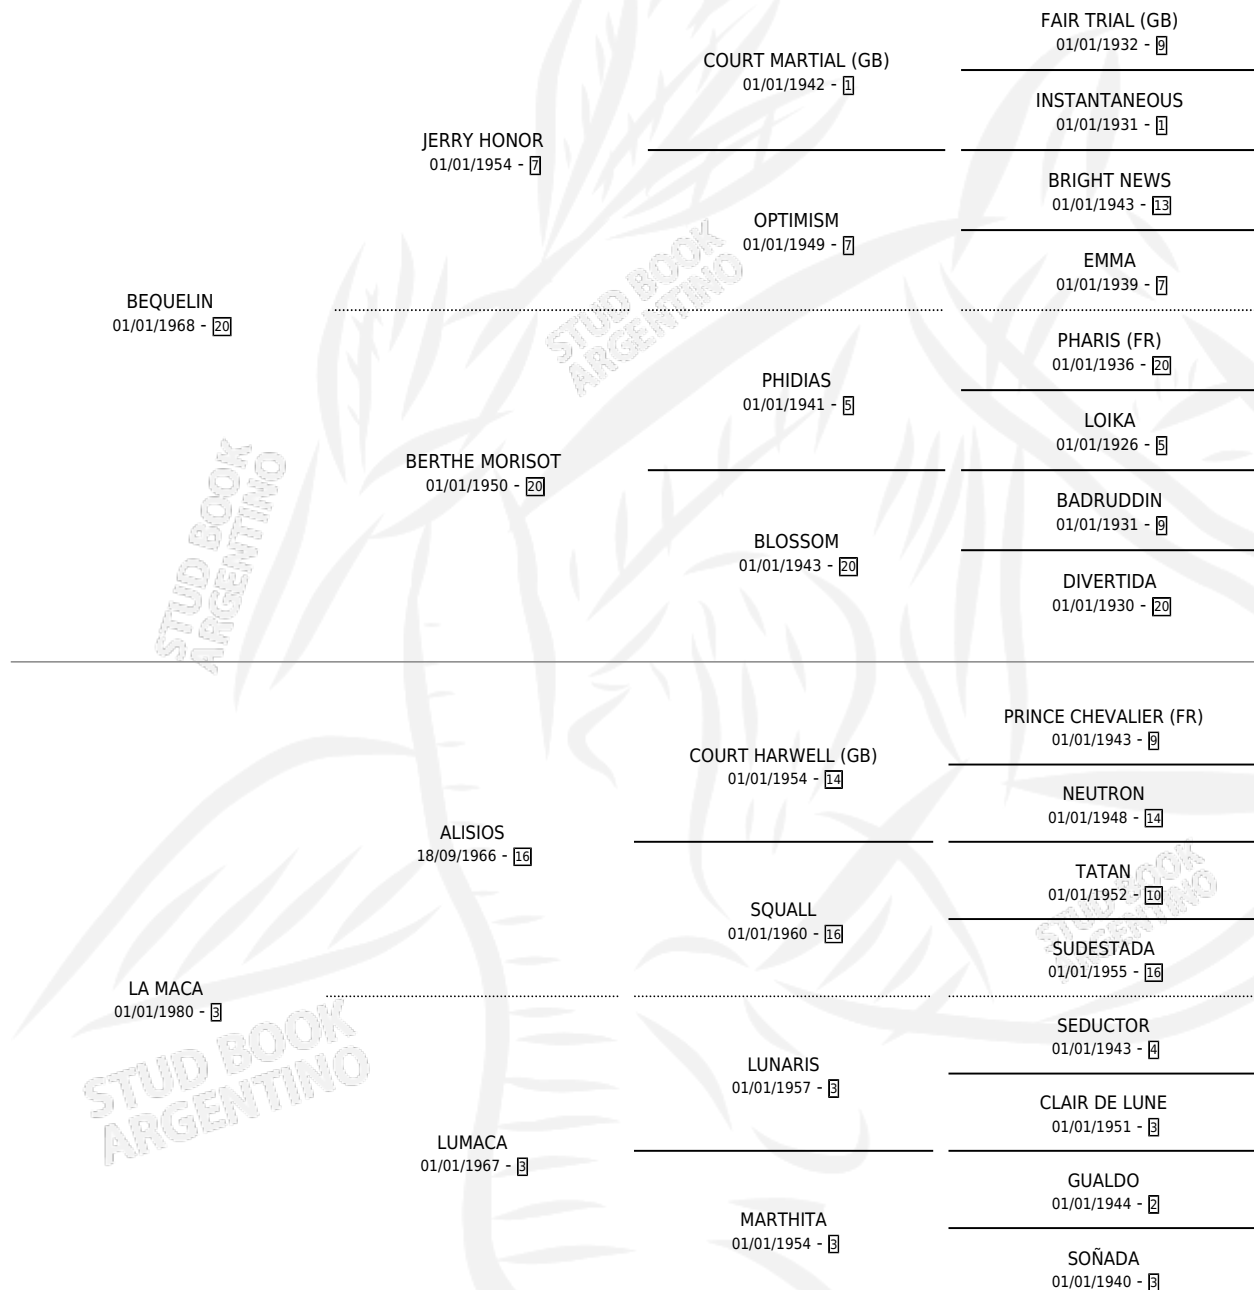 FAIR TRIAL (GB)
01/01/1932 - 9
COURT MARTIAL (GB)
01/01/1942 - 1
INSTANTANEOUS
01/01/1931 - 1
JERRY HONOR
01/01/1954 - 7
BRIGHT NEWS
01/01/1943 - 13
OPTIMISM
01/01/1949 - 7
EMMA
01/01/1939 - 7
BEQUELIN
01/01/1968 - 20
PHARIS (FR)
01/01/1936 - 20
PHIDIAS
01/01/1941 - 5
LOIKA
01/01/1926 - 5
BERTHE MORISOT
01/01/1950 - 20
BADRUDDIN
01/01/1931 - 9
BLOSSOM
01/01/1943 - 20
DIVERTIDA
01/01/1930 - 20
PRINCE CHEVALIER (FR)
01/01/1943 - 9
COURT HARWELL (GB)
01/01/1954 - 14
NEUTRON
01/01/1948 - 14
ALISIOS
18/09/1966 - 16
TATAN
01/01/1952 - 10
SQUALL
01/01/1960 - 16
SUDESTADA
01/01/1955 - 16
LA MACA
01/01/1980 - 3
SEDUCTOR
01/01/1943 - 4
LUNARIS
01/01/1957 - 3
CLAIR DE LUNE
01/01/1951 - 3
LUMACA
01/01/1967 - 3
GUALDO
01/01/1944 - 2
MARTHITA
01/01/1954 - 3
SOÑADA
01/01/1940 - 3
STUD BOOK
ARGENTINO
STUD BOOK
ARGENTINO
STUD BOOK
ARGENTINO
STUD BOOK
ARGENTINO